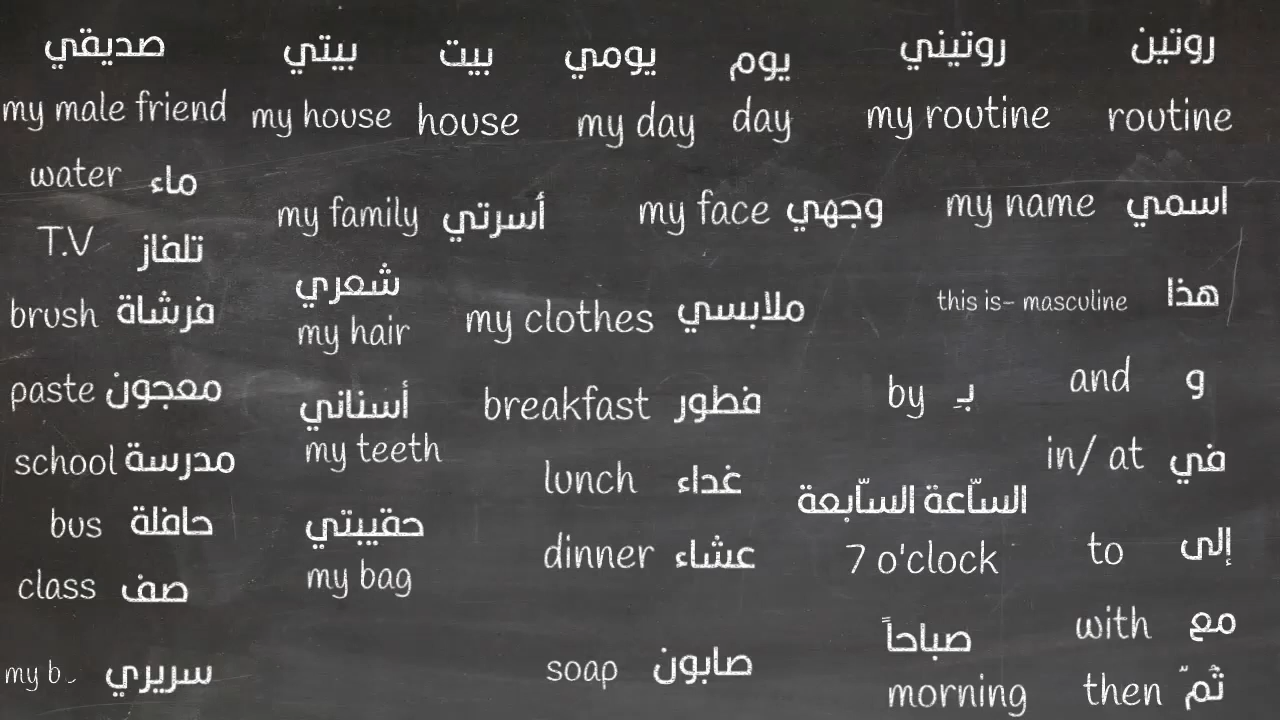 روتين
routine
روتيني
my routine
يوم
day
يومي
my day
بيت
house
بيتي
my house
صديقي
my male friend
اسمي my name
وجهي my face
أسرتي my family
ماء water
تلفاز T.V
هذا this is- masculine
ملابسي my clothes
شعري
my hair
فرشاة brush
و and
بِـ by
فطور breakfast
أسناني
my teeth
معجون paste
في in/ at
السّاعة السّابعة
7 o'clock
غداء lunch
مدرسة school
إلى to
عشاء dinner
حقيبتي
my bag
حافلة bus
صف class
مع with
صباحاً
morning
ثُمّ then
صابون soap
سريري my b